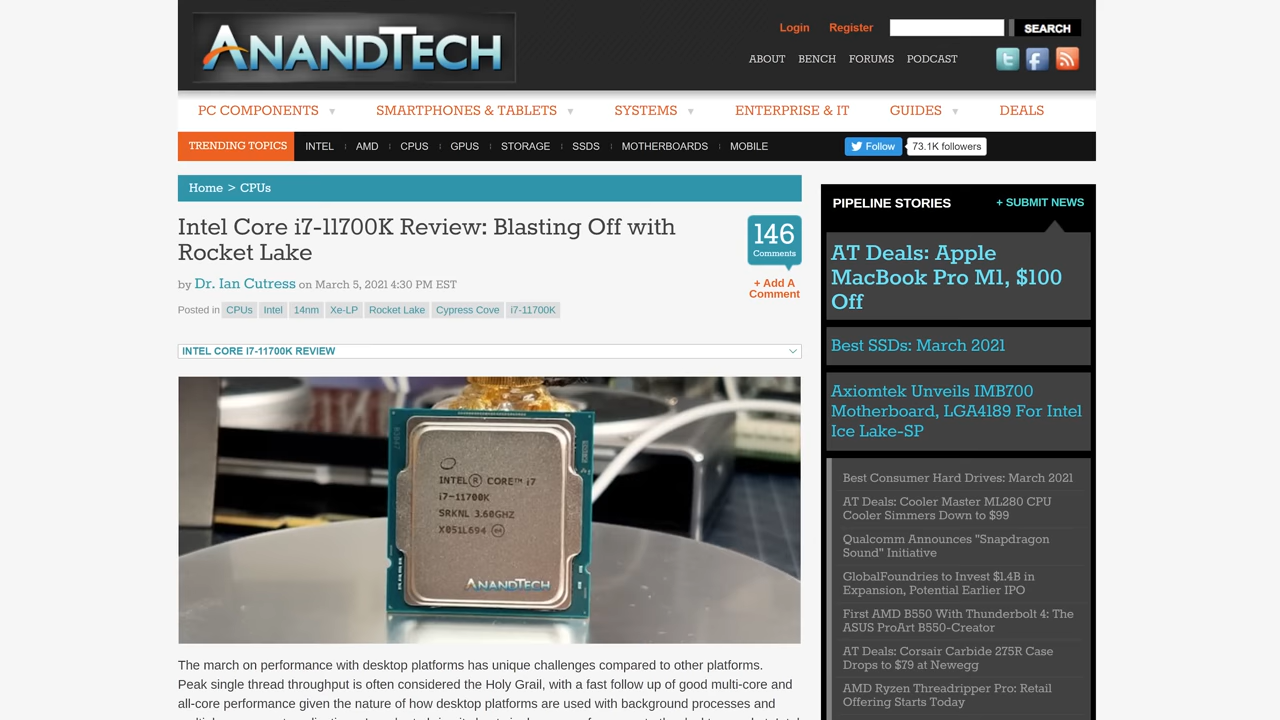 ANANDTECH
Login Register SEARCH
ABOUT BENCH FORUMS PODCAST
PC COMPONENTS SMARTPHONES & TABLETS SYSTEMS ENTERPRISE & IT GUIDES DEALS
TRENDING TOPICS INTEL AMD CPUS GPUS STORAGE SSDS MOTHERBOARDS MOBILE Follow 73.1K followers
Home > CPUs
Intel Core i7-11700K Review: Blasting Off with
Rocket Lake
146
Comments
+ Add A
Comment
by Dr. Ian Cutress on March 5, 2021 4:30 PM EST
Posted in CPUs Intel 14nm Xe-LP Rocket Lake Cypress Cove i7-11700K
INTEL CORE I7-11700K REVIEW
INTEL® CORE™ i7
i7-11700K
SRKNL 3.60GHZ
X051L694
ANANDTECH
The march on performance with desktop platforms has unique challenges compared to other platforms.
Peak single thread throughput is often considered the Holy Grail, with a fast follow up of good multi-core and
all-core performance given the nature of how desktop platforms are used with background processes and
PIPELINE STORIES + SUBMIT NEWS
AT Deals: Apple
MacBook Pro M1, $100
Off
Best SSDs: March 2021
Axiomtek Unveils IMB700
Motherboard, LGA4189 For Intel
Ice Lake-SP
Best Consumer Hard Drives: March 2021
AT Deals: Cooler Master ML280 CPU
Cooler Simmers Down to $99
Qualcomm Announces "Snapdragon
Sound" Initiative
GlobalFoundries to Invest $1.4B in
Expansion, Potential Earlier IPO
First AMD B550 With Thunderbolt 4: The
ASUS ProArt B550-Creator
AT Deals: Corsair Carbide 275R Case
Drops to $79 at Newegg
AMD Ryzen Threadripper Pro: Retail
Offering Starts Today